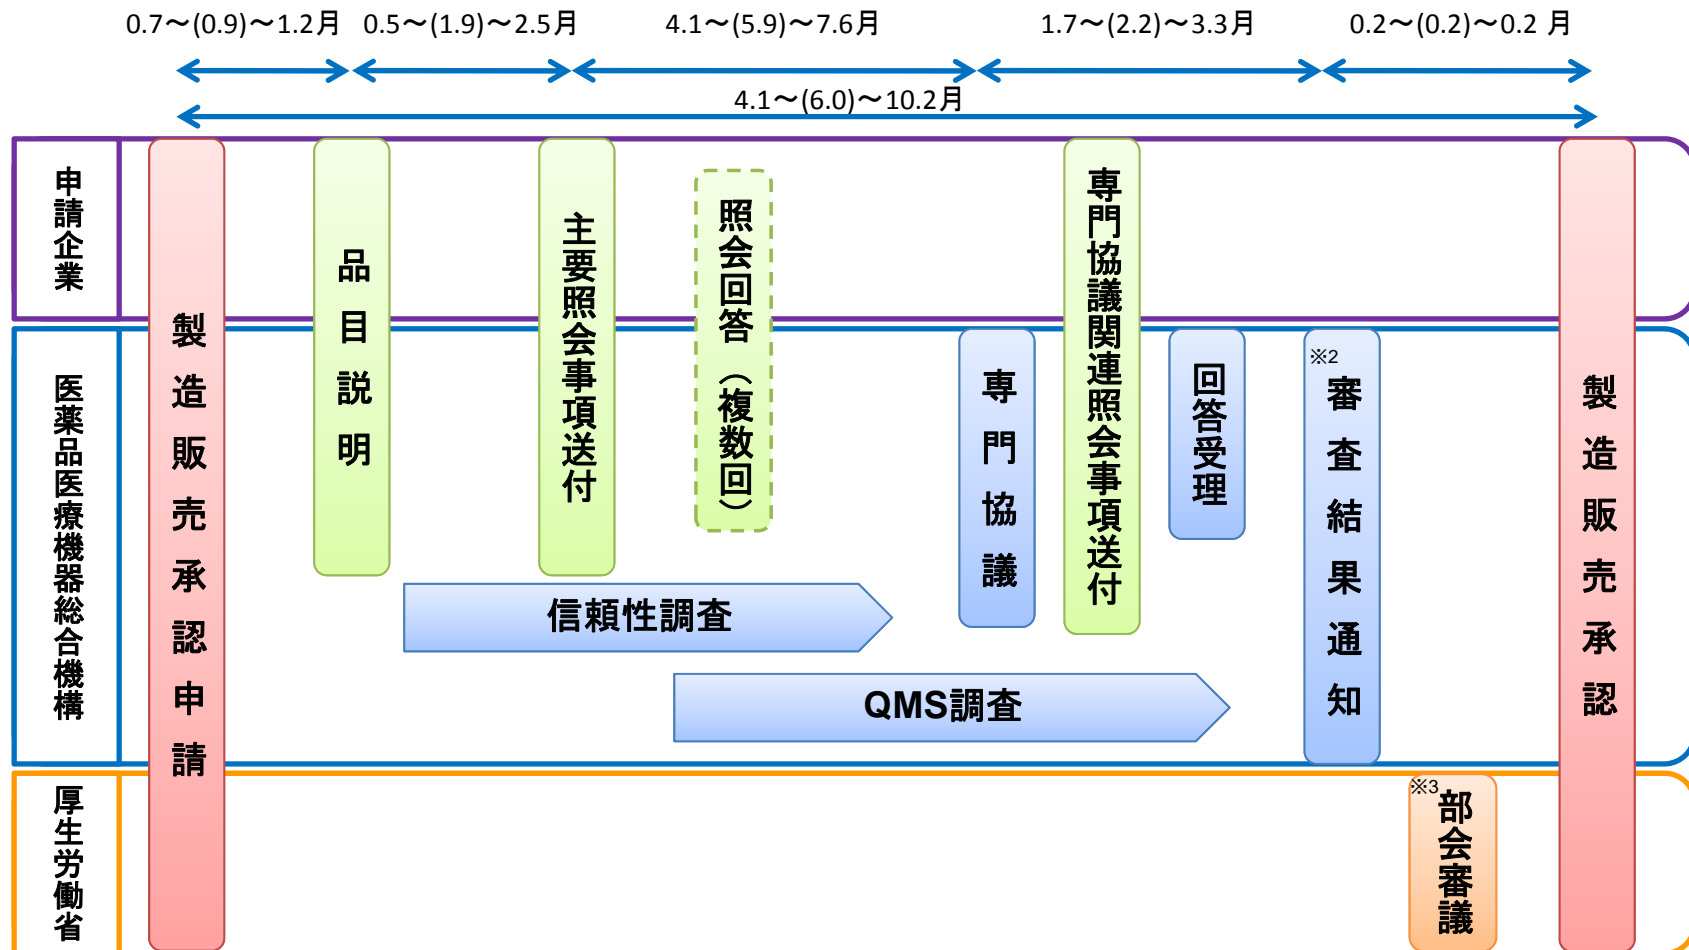 0.7～(0.9)～1.2月
0.5～(1.9)～2.5月
4.1～(5.9)～7.6月
1.7～(2.2)～3.3月
0.2～(0.2)～0.2 月
4.1～(6.0)～10.2月
申請企業
医薬品医療機器総合機構
厚生労働省
製造販売承認申請
品目説明
主要照会事項送付
照会回答（複数回）
専門協議
専門協議関連照会事項送付
回答受理
※2
審査結果通知
製造販売承認
信頼性調査
QMS調査
※3
部会審議